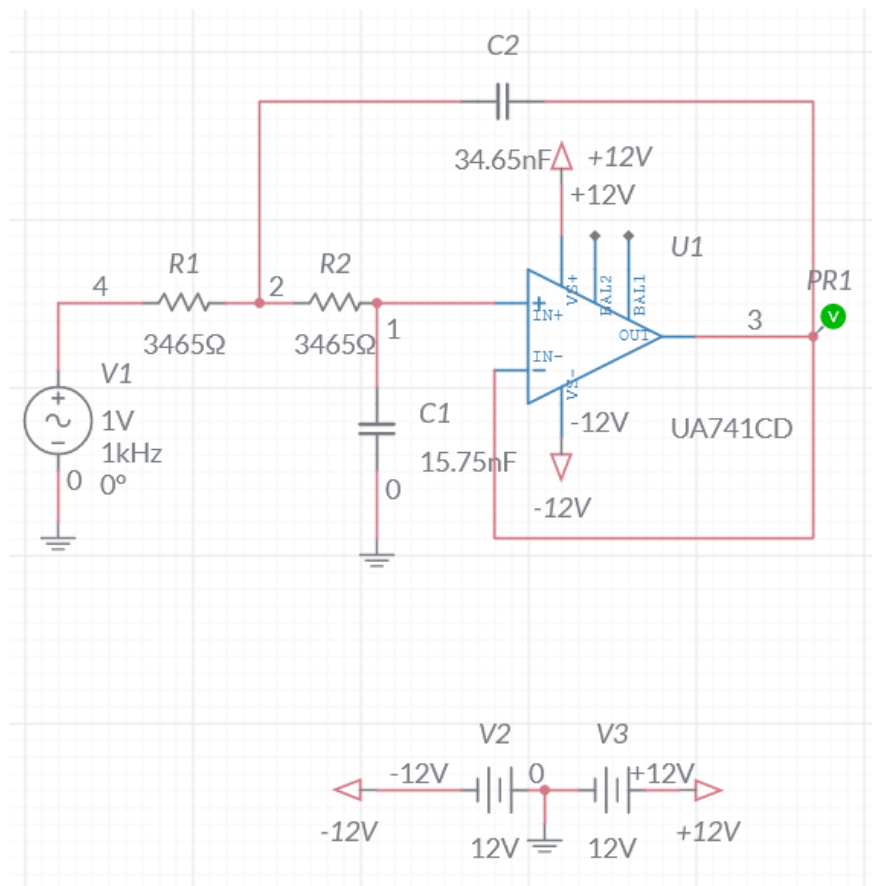 C2
34.65nF
+12V
+12V
U1
VS+
BAL2
BAL1
R1
R2
4
2
1
3465Ω
3465Ω
IN+
OUT
IN-
VS-
PR1
V
3
V1
1V
1kHz
0°
0
C1
15.75nF
0
-12V
-12V
UA741CD
V2
V3
-12V
0
+12V
-12V
12V
12V
+12V